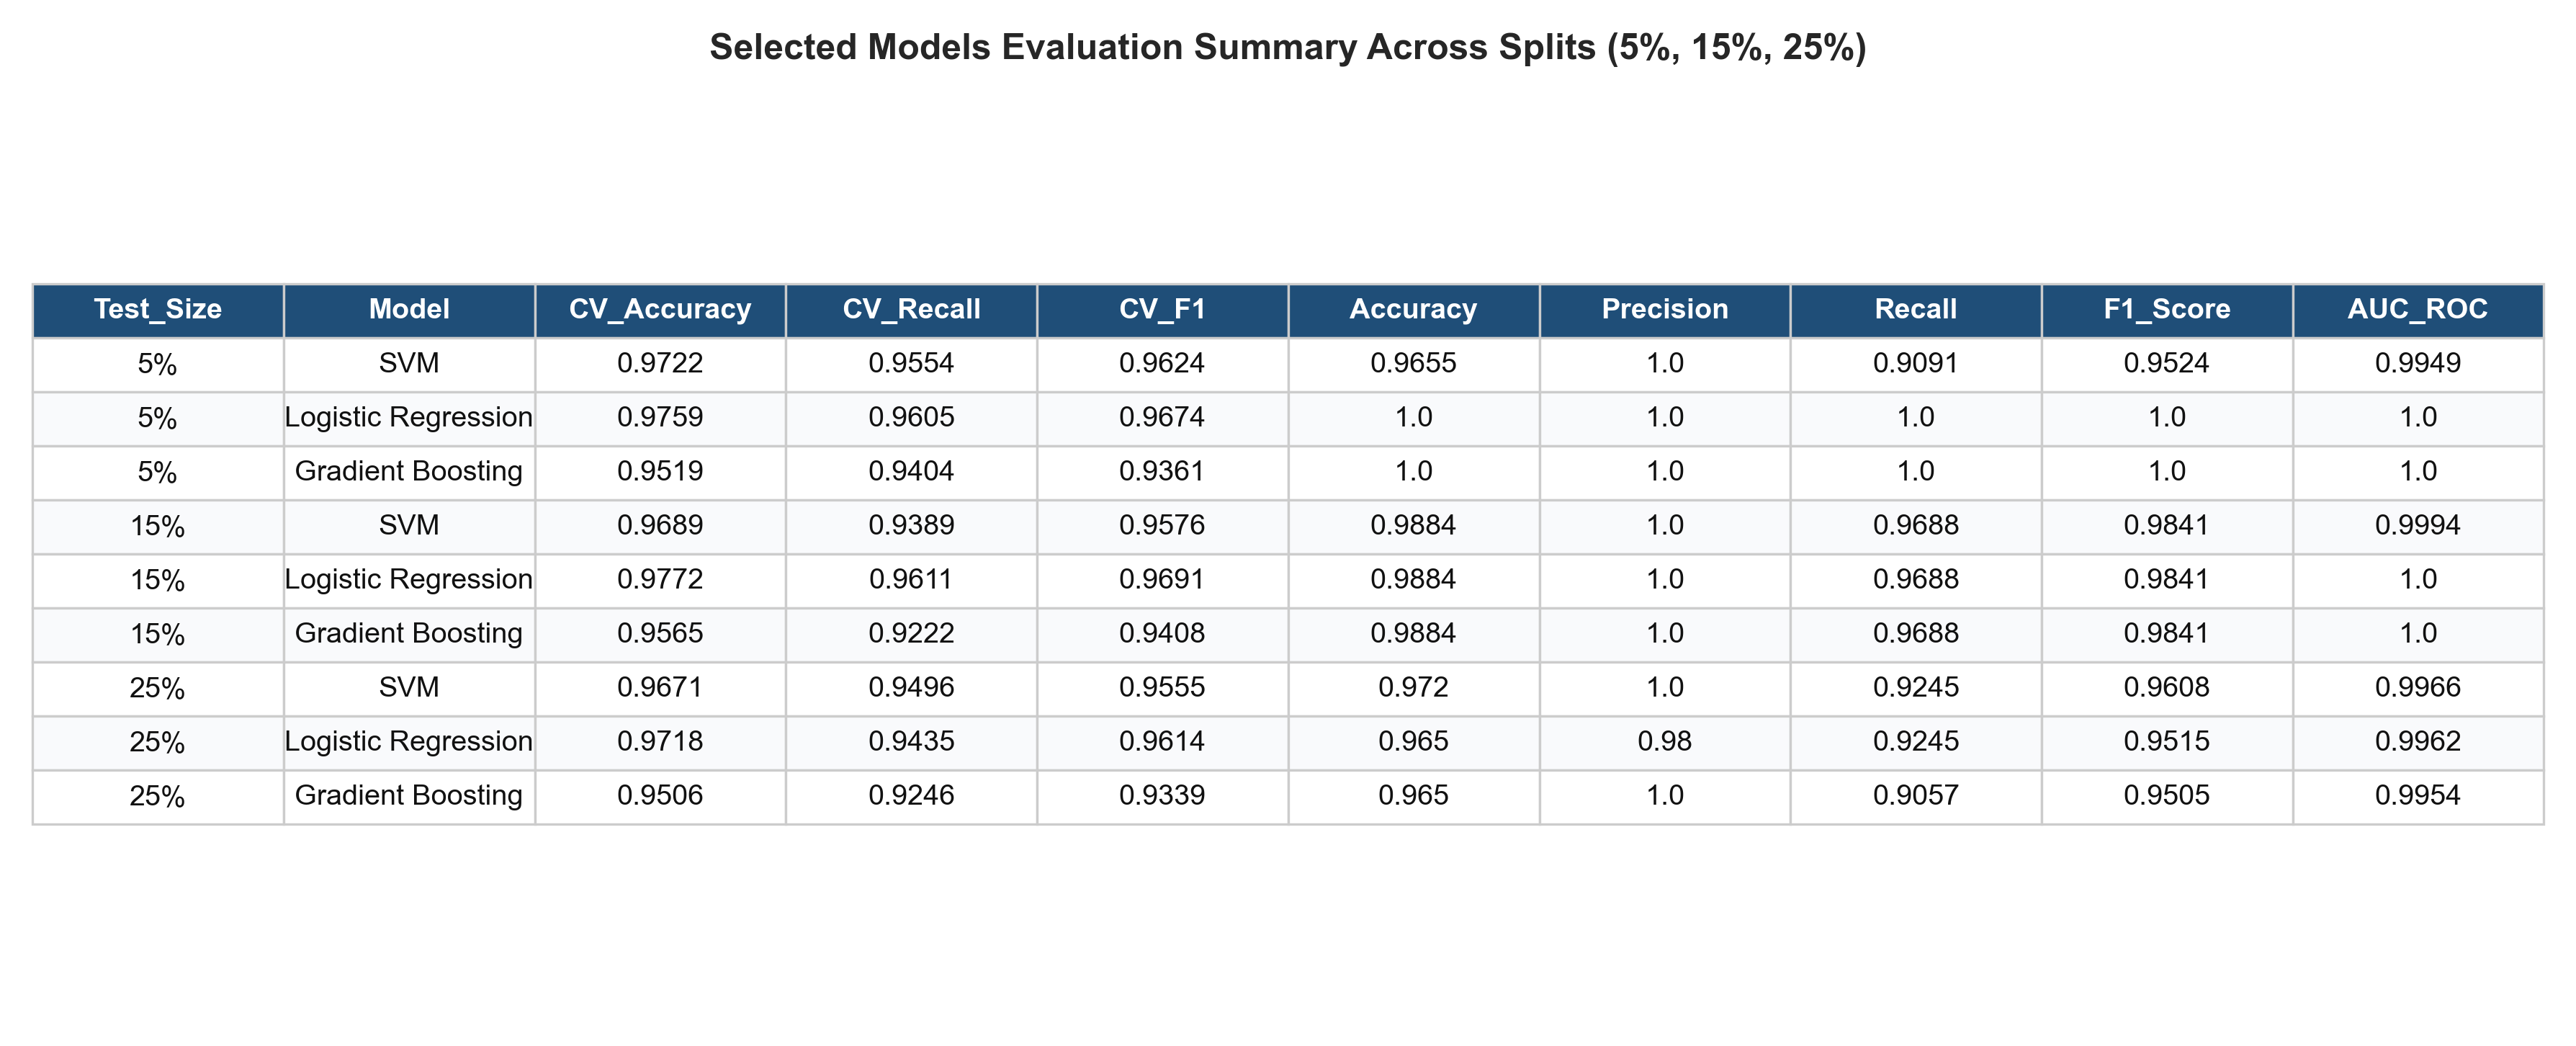 Selected Models Evaluation Summary Across Splits (5%, 15%, 25%)
Test_Size Model CV_Accuracy CV_Recall CV_F1 Accuracy Precision Recall F1_Score AUC_ROC
5% SVM 0.9722 0.9554 0.9624 0.9655 1.0 0.9091 0.9524 0.9949
5% Logistic Regression 0.9759 0.9605 0.9674 1.0 1.0 1.0 1.0 1.0
5% Gradient Boosting 0.9519 0.9404 0.9361 1.0 1.0 1.0 1.0 1.0
15% SVM 0.9689 0.9389 0.9576 0.9884 1.0 0.9688 0.9841 0.9994
15% Logistic Regression 0.9772 0.9611 0.9691 0.9884 1.0 0.9688 0.9841 1.0
15% Gradient Boosting 0.9565 0.9222 0.9408 0.9884 1.0 0.9688 0.9841 1.0
25% SVM 0.9671 0.9496 0.9555 0.972 1.0 0.9245 0.9608 0.9966
25% Logistic Regression 0.9718 0.9435 0.9614 0.965 0.98 0.9245 0.9515 0.9962
25% Gradient Boosting 0.9506 0.9246 0.9339 0.965 1.0 0.9057 0.9505 0.9954